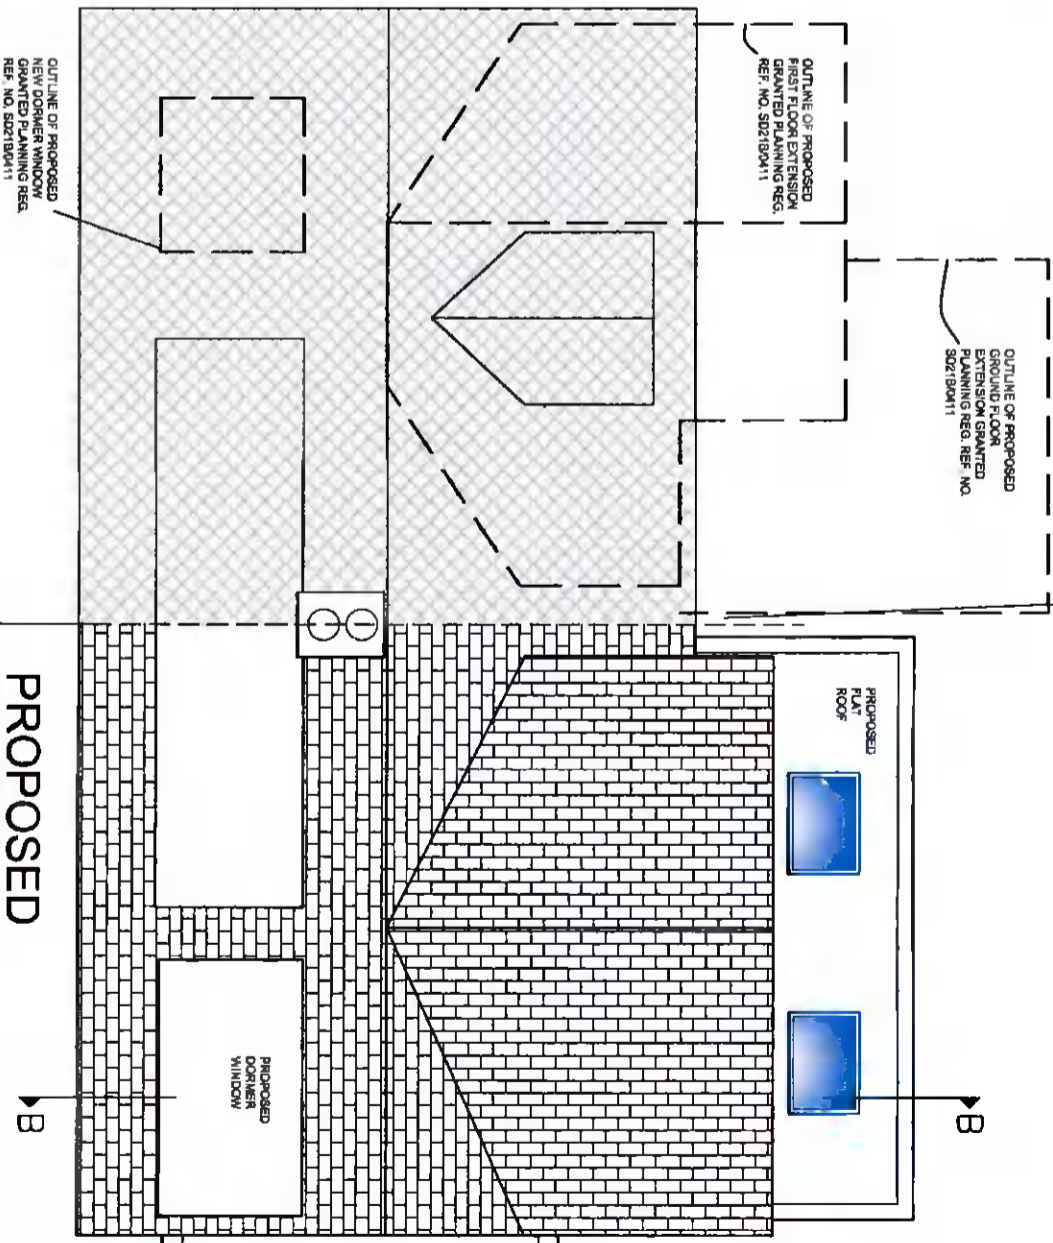 OUTLINE OF PROPOSED
GROUND FLOOR
EXTENSION GRANTED
PLANNING REG. REF. NO.
SD21B/0411
OUTLINE OF PROPOSED
FIRST FLOOR EXTENSION
GRANTED PLANNING REG.
REF. NO. SD21B/0411
OUTLINE OF PROPOSED
NEW DORMER WINDOW
GRANTED PLANNING REG.
REF. NO. SD21B/0411
PROPOSED
FLAT
ROOF
PROPOSED
DORMER
WINDOW
B
B
PROPOSED